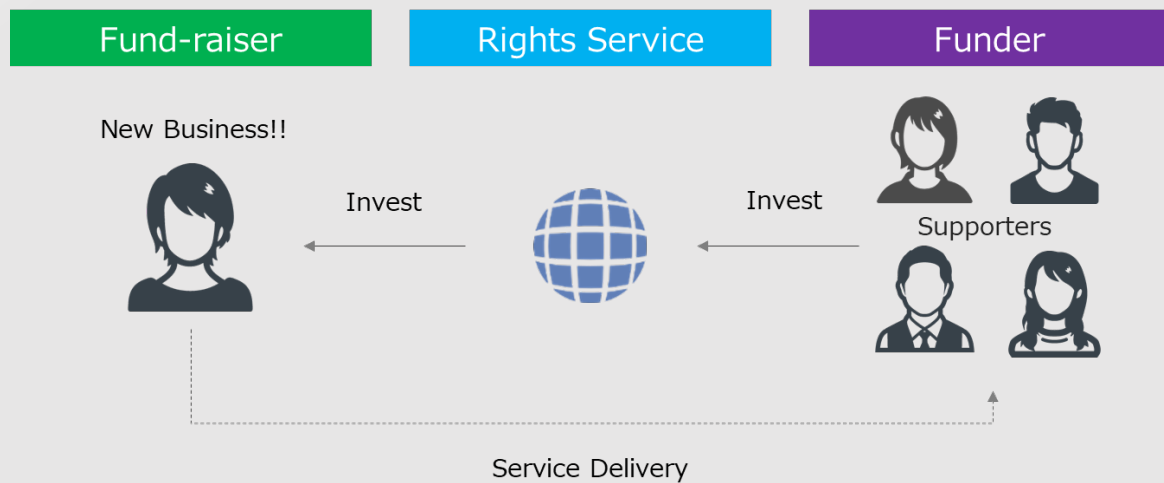 Fund-raiser
Rights Service
Funder
New Business!!
Invest
Invest
Supporters
Service Delivery